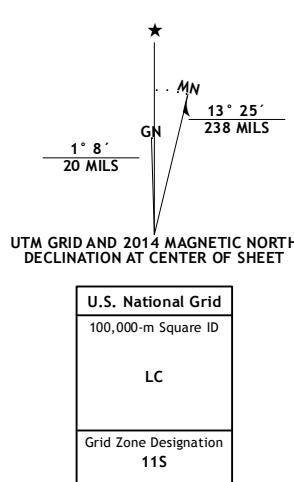 ★
MN
GN
13° 25´
238 MILS
1° 8´
20 MILS
UTM GRID AND 2014 MAGNETIC NORTH
DECLINATION AT CENTER OF SHEET
U.S. National Grid
100,000-m Square ID
LC
Grid Zone Designation
11S